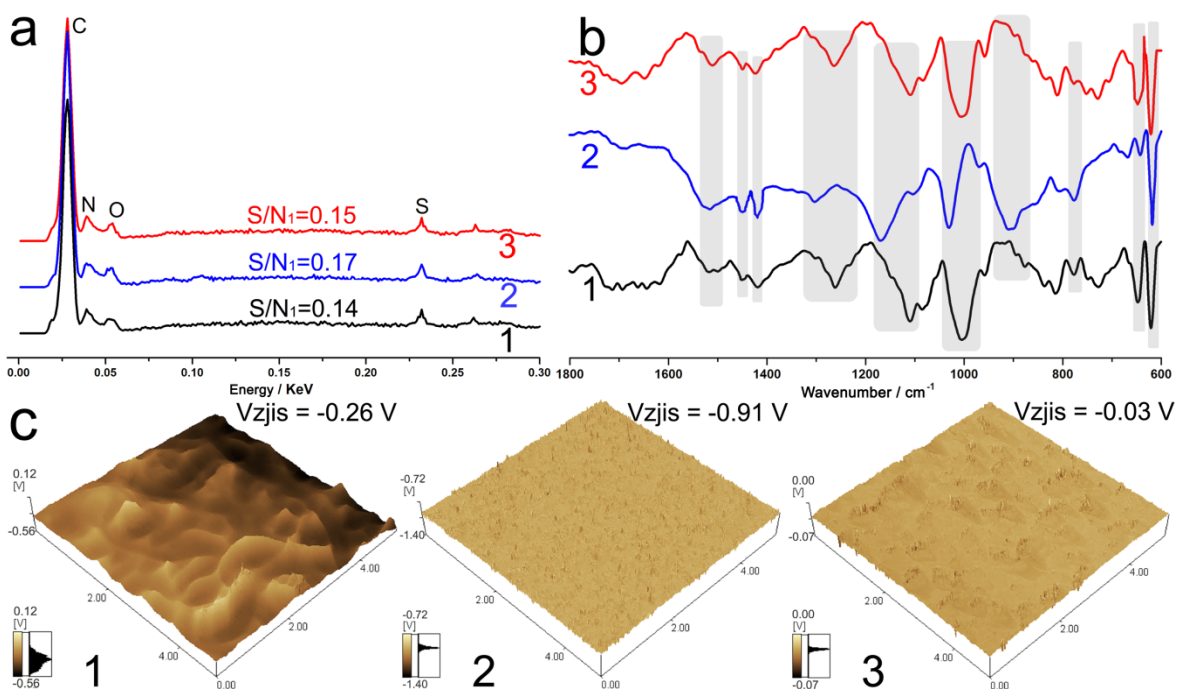 a
C
N
O
S
S/N1=0.15
3
S/N1=0.17
2
S/N1=0.14
1
0.00 0.05 0.10 0.15 0.20 0.25 0.30
Energy / KeV
b
3
2
1
1800 1600 1400 1200 1000 800 600
Wavenumber / cm-1
c
Vzjis = -0.26 V
0.12
[V]
-0.56
4.00
2.00
2.00
4.00
0.00
0.12
[V]
-0.56
1
Vzjis = -0.91 V
-0.72
[V]
-1.40
4.00
2.00
2.00
4.00
0.00
-0.72
[V]
-1.40
2
Vzjis = -0.03 V
0.00
[V]
-0.07
4.00
2.00
2.00
4.00
0.00
0.00
[V]
-0.07
3